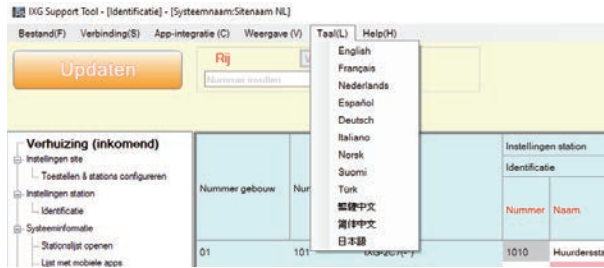 IXG Support Tool - [Identificatie] - [Systeemnaam:Sitenaam NL]
Bestand(F) Verbinding(S) App-integratie (C) Weergave (V) Taal(L) Help(H)
Updaten
Rij
Nummer invullen
English
Français
Nederlands
Español
Deutsch
Italiano
Norsk
Suomi
Türk
繁體中文
简体中文
日本語
Verhuizing (inkomend)
Instellingen site
Toestellen & stations configureren
Instellingen station
Identificatie
Systeeminformatie
Stationslijst openen
Lijst met mobiele apps
Instellingen station
Identificatie
Nummer gebouw
Nummer Naam
01 101 1010 Huurderssta